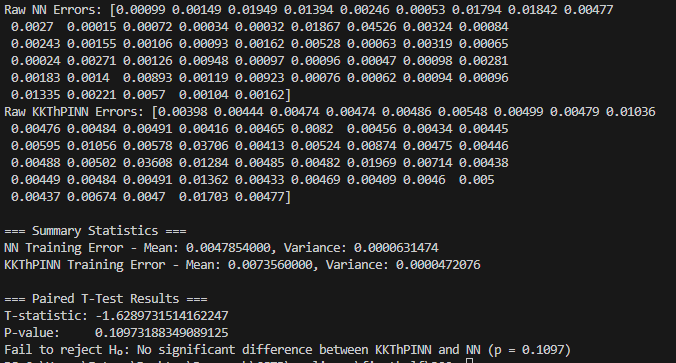 Raw NN Errors: [0.00099 0.00149 0.01949 0.01394 0.00246 0.00053 0.01794 0.01842 0.00477
0.0027 0.00015 0.00072 0.00034 0.00032 0.01867 0.04526 0.00324 0.00084
0.00243 0.00155 0.00106 0.00093 0.00162 0.00528 0.00063 0.00319 0.00065
0.00024 0.00271 0.00126 0.00948 0.00097 0.00096 0.00047 0.00098 0.00281
0.00183 0.0014 0.00893 0.00119 0.00923 0.00076 0.00062 0.00094 0.00096
0.01335 0.00221 0.0057 0.00104 0.00162]
Raw KKThPINN Errors: [0.00398 0.00444 0.00474 0.00474 0.00486 0.00548 0.00499 0.00479 0.01036
0.00476 0.00484 0.00491 0.00416 0.00465 0.0082 0.00456 0.00434 0.00445
0.00595 0.01056 0.00578 0.03706 0.00413 0.00524 0.00874 0.00475 0.00446
0.00488 0.00502 0.03608 0.01284 0.00485 0.00482 0.01969 0.00714 0.00438
0.00449 0.00484 0.00491 0.01362 0.00433 0.00469 0.00409 0.0046 0.005
0.00437 0.00674 0.0047 0.01703 0.00477]
=== Summary Statistics ===
NN Training Error - Mean: 0.0047854000, Variance: 0.0000631474
KKThPINN Training Error - Mean: 0.0073560000, Variance: 0.0000472076
=== Paired T-Test Results ===
T-statistic: -1.6289731514162247
P-value: 0.10973188349089125
Fail to reject H₀: No significant difference between KKThPINN and NN (p = 0.1097)